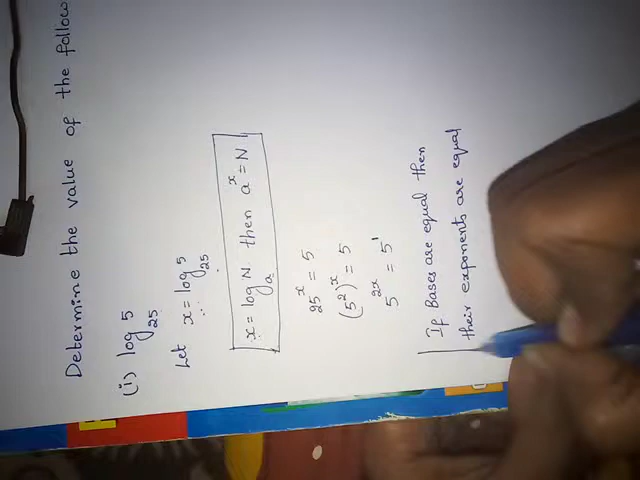 Determine the value of the follow
(i) log₂₅ 5
Let x = log₂₅ 5
x = logₐ N then aˣ = N
25ˣ = 5
(5²)ˣ = 5
5²ˣ = 5¹
If Bases are equal then
their exponents are equal